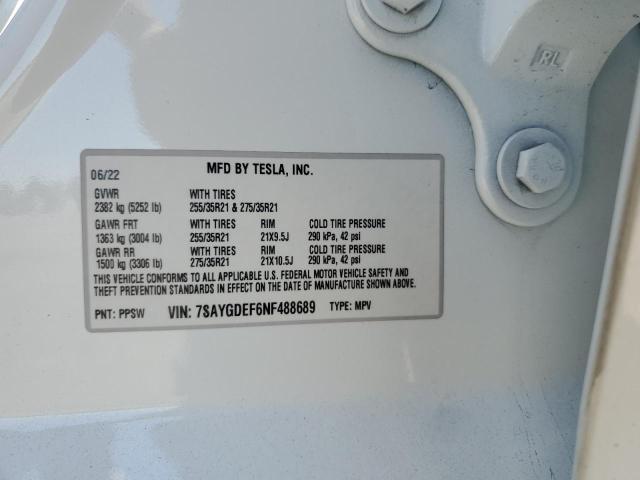 RL
06/22 MFD BY TESLA, INC.
GVWR WITH TIRES
2382 kg (5252 lb) 255/35R21 & 275/35R21
GAWR FRT WITH TIRES RIM COLD TIRE PRESSURE
1363 kg (3004 lb) 255/35R21 21X9.5J 290 kPa, 42 psi
GAWR RR WITH TIRES RIM COLD TIRE PRESSURE
1500 kg (3306 lb) 275/35R21 21X10.5J 290 kPa, 42 psi
THIS VEHICLE CONFORMS TO ALL APPLICABLE U.S. FEDERAL MOTOR VEHICLE SAFETY AND
THEFT PREVENTION STANDARDS IN EFFECT ON THE DATE OF MANUFACTURE SHOWN ABOVE.
PNT: PPSW VIN: 7SAYGDEF6NF488689 TYPE: MPV